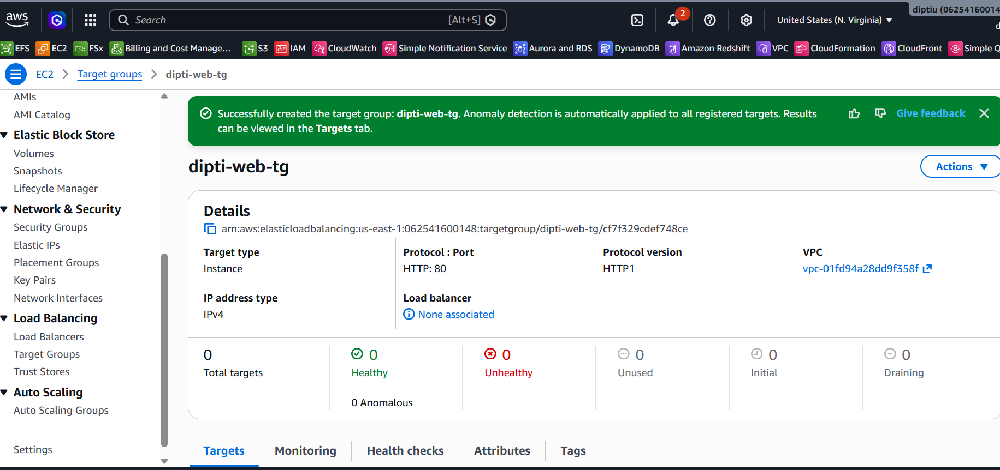 diptiu (06254160014
aws
Search
[Alt+S]
2
United States (N. Virginia)
d
EFS
EC2
FSx FSx
Billing and Cost Manage...
S3
IAM
CloudWatch
Simple Notification Service
Aurora and RDS
DynamoDB
Amazon Redshift
VPC
CloudFormation
CloudFront
Simple Q
EC2 > Target groups > dipti-web-tg
AMIs
AMI Catalog
Elastic Block Store
Volumes
Snapshots
Lifecycle Manager
Network & Security
Security Groups
Elastic IPs
Placement Groups
Key Pairs
Network Interfaces
Load Balancing
Load Balancers
Target Groups
Trust Stores
Auto Scaling
Auto Scaling Groups
Settings
Successfully created the target group: dipti-web-tg. Anomaly detection is automatically applied to all registered targets. Results
can be viewed in the Targets tab.
Give feedback
dipti-web-tg
Actions
Details
arn:aws:elasticloadbalancing:us-east-1:062541600148:targetgroup/dipti-web-tg/cf7f329cdef748ce
Target type
Instance
Protocol : Port
HTTP: 80
Protocol version
HTTP1
VPC
vpc-01fd94a28dd9f358f
IP address type
IPv4
Load balancer
None associated
0
Total targets
0
Healthy
0 Anomalous
0
Unhealthy
0
Unused
0
Initial
0
Draining
Targets
Monitoring
Health checks
Attributes
Tags